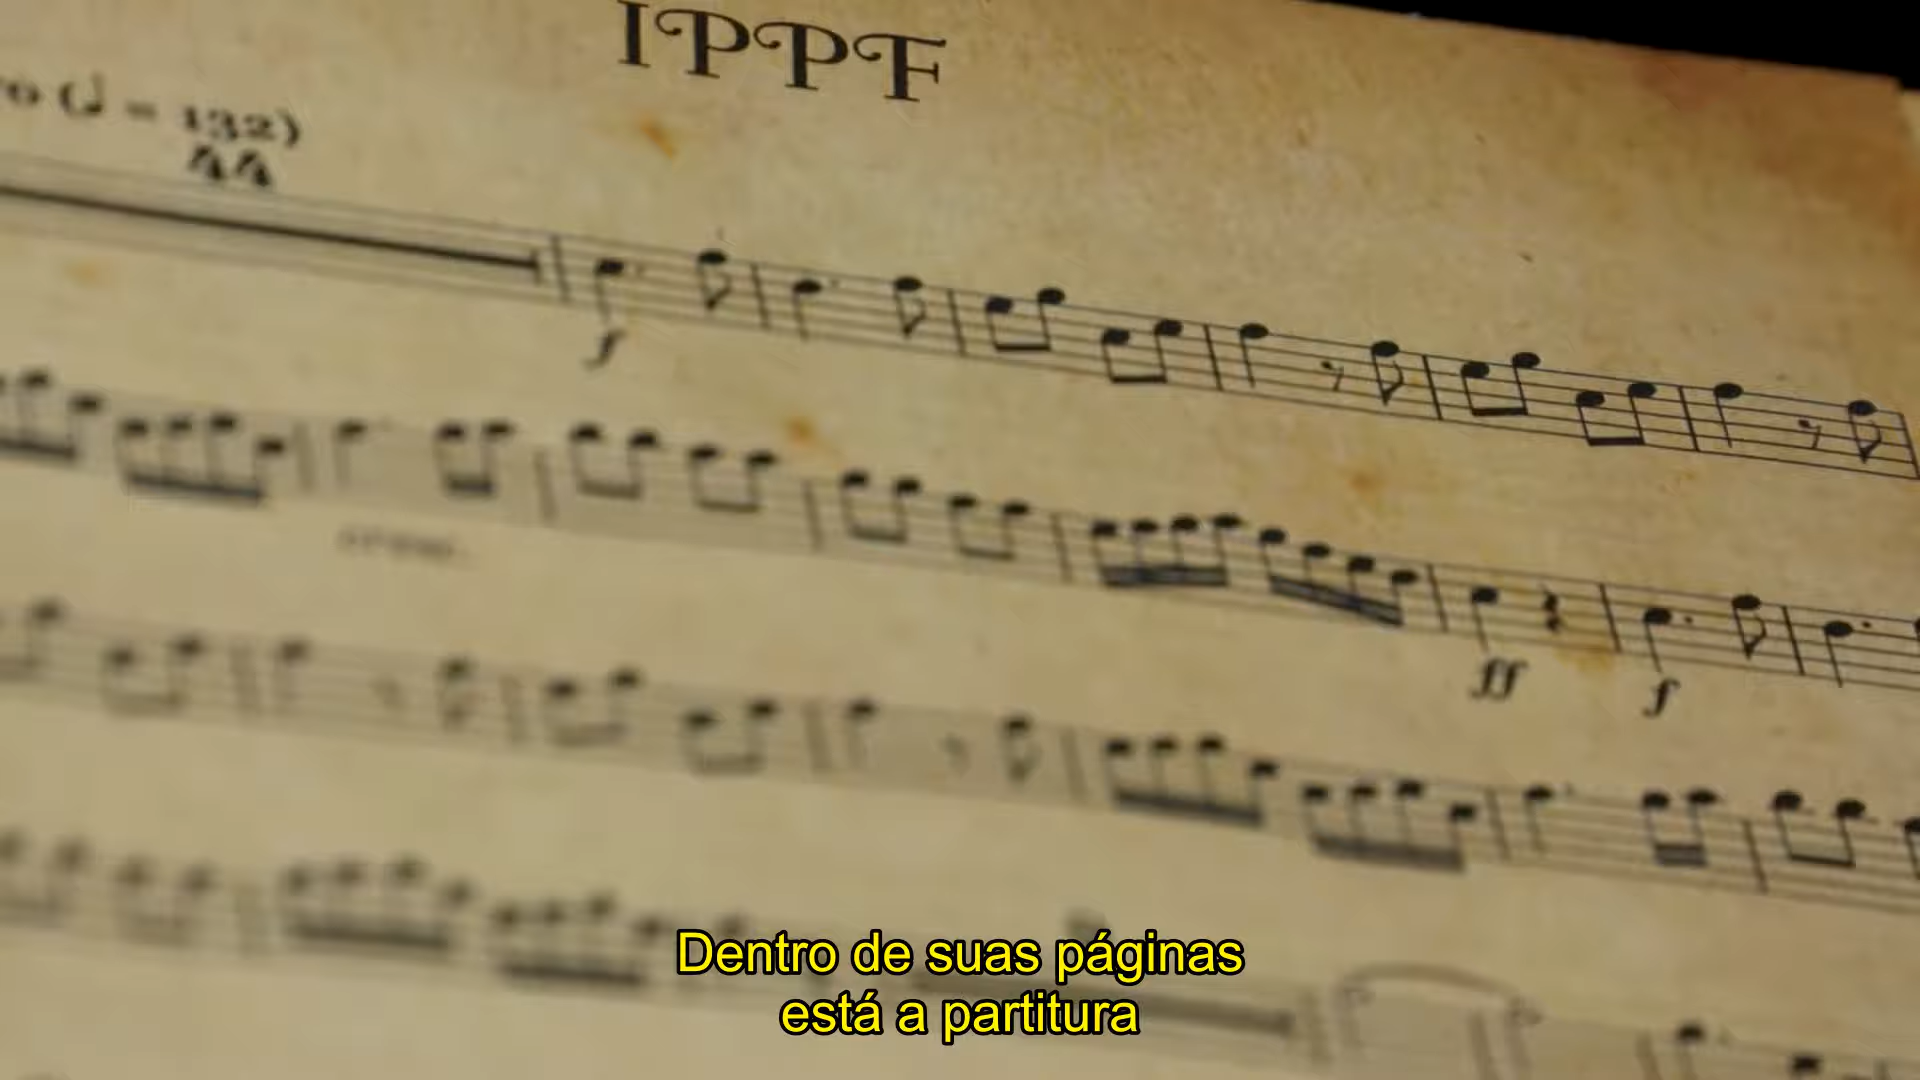 IPPF
= 132)
44
f
ff
f
Dentro de suas páginas
está a partitura